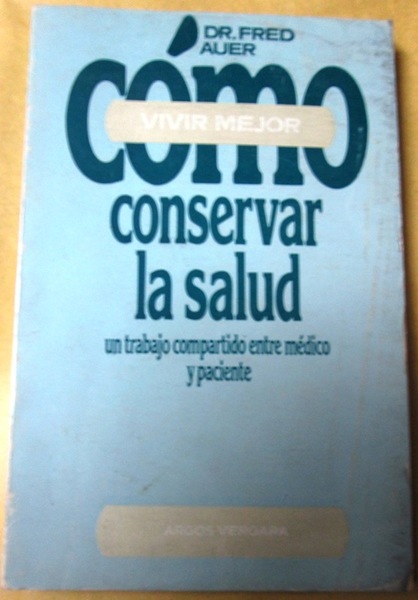 DR. FRED
AUER
cómo
VIVIR MEJOR
conservar
la salud
un trabajo compartido entre médico
y paciente
ARGOS VERGARA